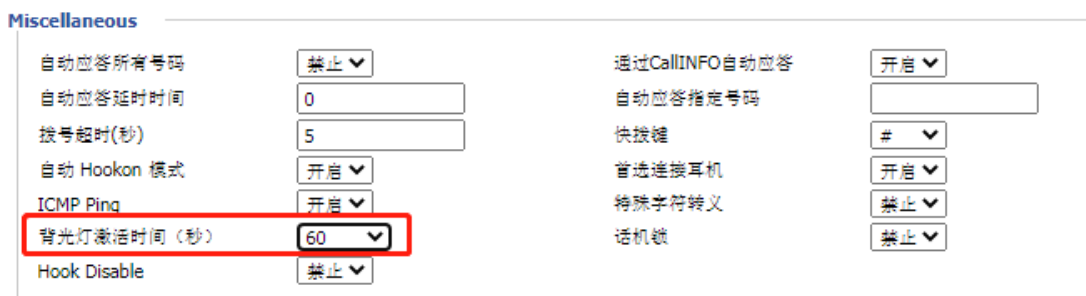 Miscellaneous
自动应答所有号码 禁止 通过CallINFO自动应答 开启
自动应答延时时间 0 自动应答指定号码
拨号超时(秒) 5 快拨键 #
自动 Hookon 模式 开启 首选连接耳机 开启
ICMP Ping 开启 特殊字符转义 禁止
背光灯激活时间（秒） 60 话机锁 禁止
Hook Disable 禁止